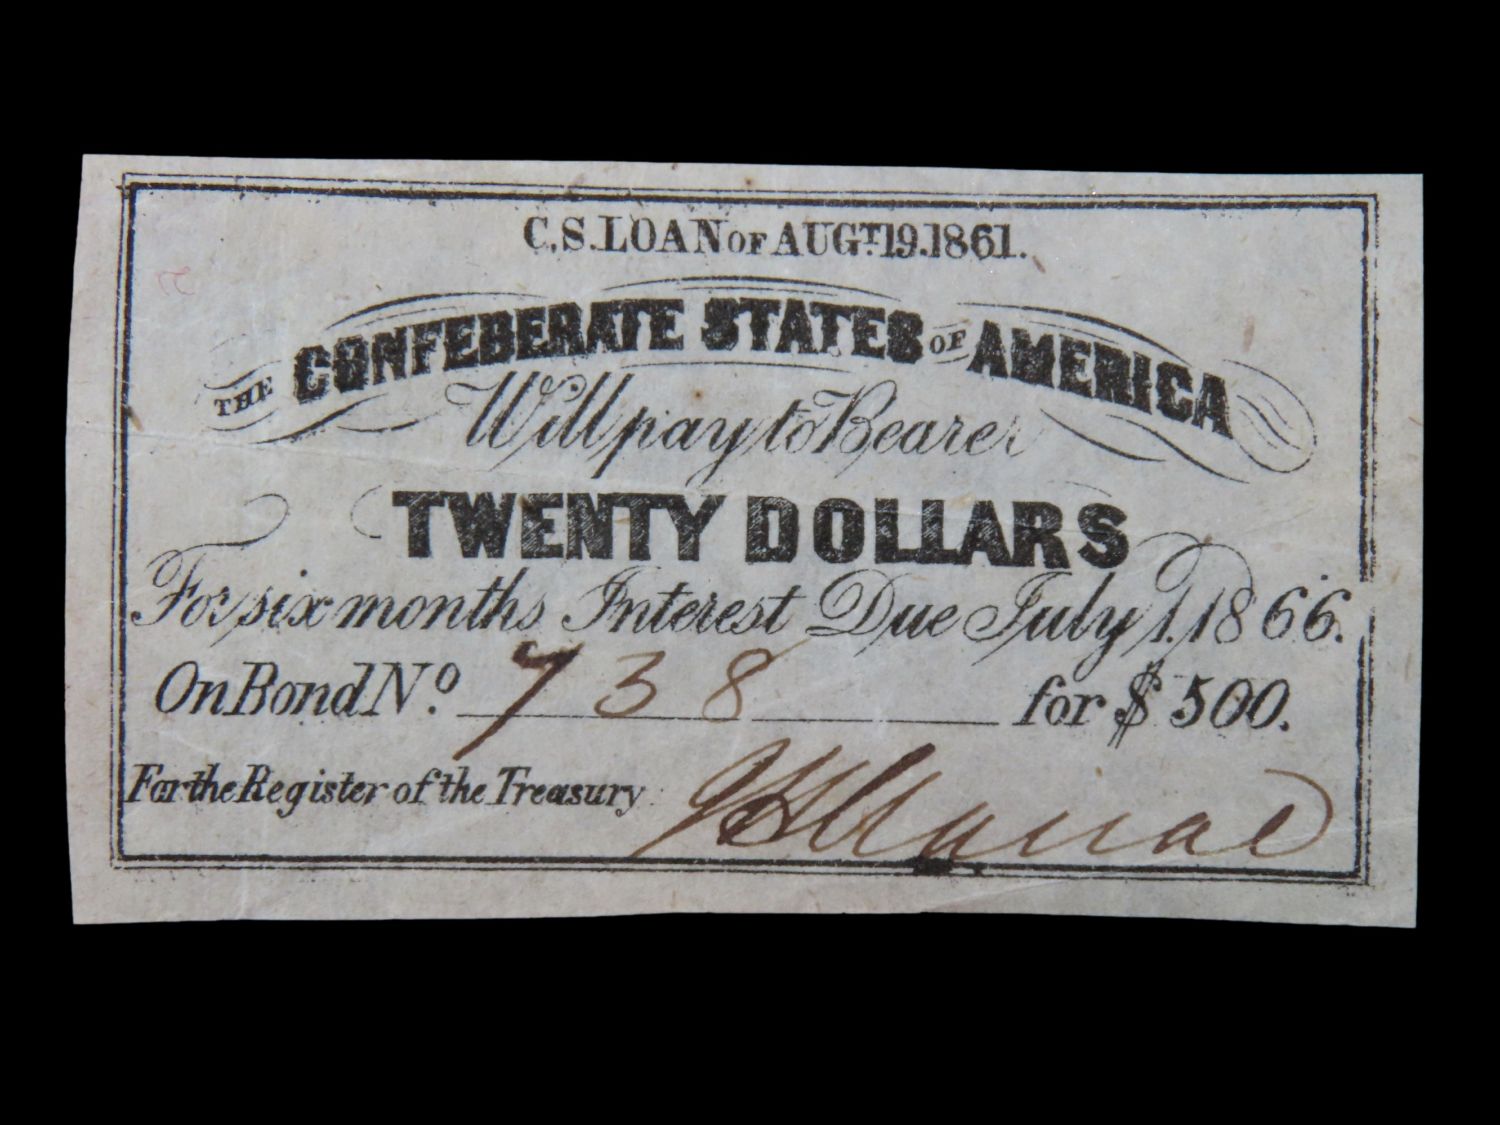 C.S. LOAN OF AUGT. 19. 1861.
THE CONFEDERATE STATES OF AMERICA
Will pay to Bearer
TWENTY DOLLARS
For six months Interest Due July 1. 1866.
On Bond No. 738 for $500.
For the Register of the Treasury